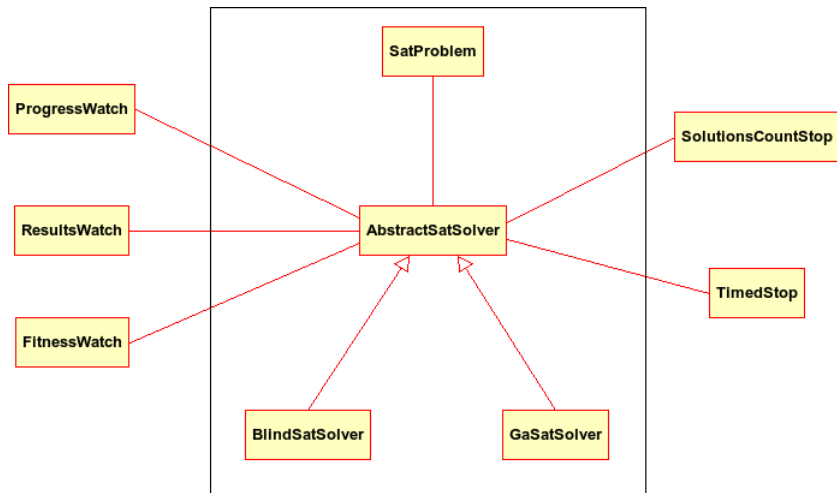 SatProblem
ProgressWatch
SolutionsCountStop
ResultsWatch
AbstractSatSolver
TimedStop
FitnessWatch
BlindSatSolver
GaSatSolver